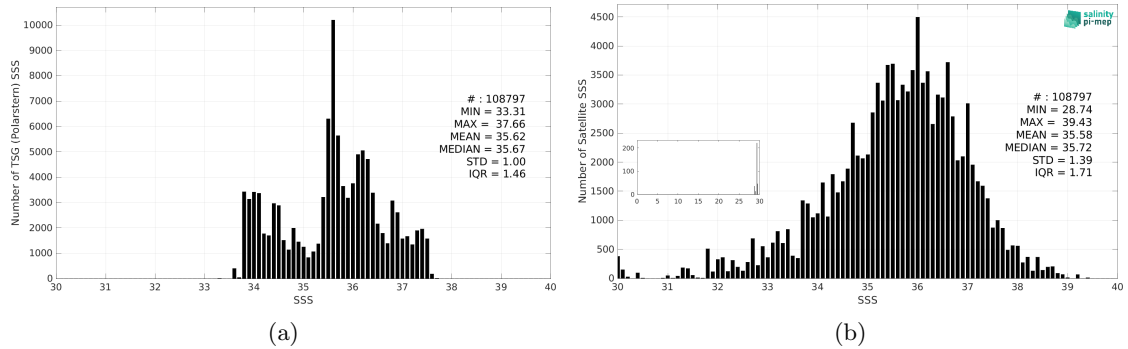 10000
9000
8000
7000
6000
5000
4000
3000
2000
1000
0
Number of TSG (Polarstern) SSS
# : 108797
MIN = 33.31
MAX = 37.66
MEAN = 35.62
MEDIAN = 35.67
STD = 1.00
IQR = 1.46
30 31 32 33 34 35 36 37 38 39 40
SSS
(a)
salinity
pi-mep
4500
4000
3500
3000
2500
2000
1500
1000
500
0
Number of Satellite SSS
# : 108797
MIN = 28.74
MAX = 39.43
MEAN = 35.58
MEDIAN = 35.72
STD = 1.39
IQR = 1.71
200
100
0
0 5 10 15 20 25 30
30 31 32 33 34 35 36 37 38 39 40
SSS
(b)